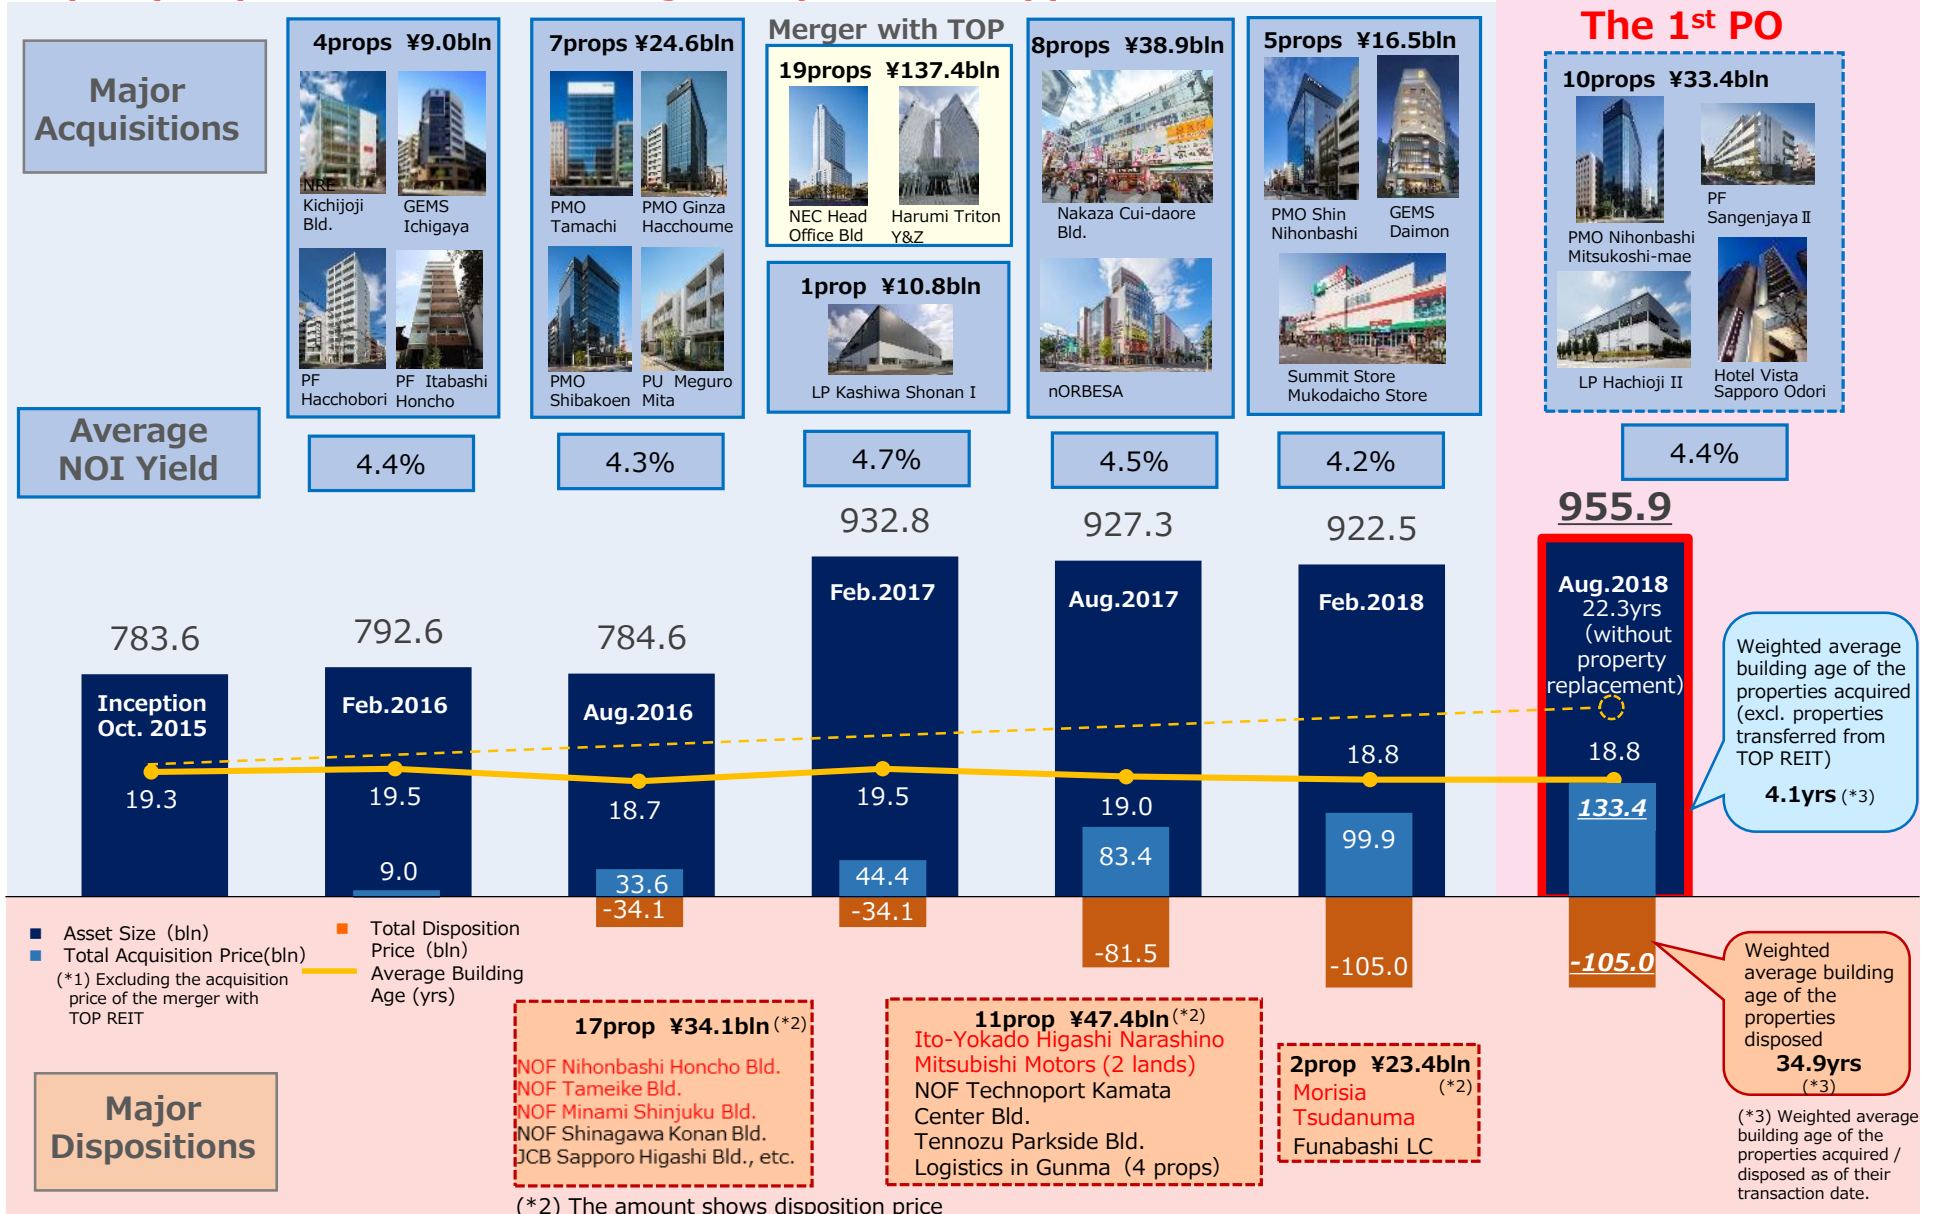 The 1st PO
Merger with TOP
Major
Acquisitions
4props ¥9.0bln
NRE
Kichijoji
Bld.
GEMS
Ichigaya
PF
Hacchobori
PF Itabashi
Honcho
7props ¥24.6bln
PMO
Tamachi
PMO Ginza
Hacchoume
PMO
Shibakoen
PU Meguro
Mita
19props ¥137.4bln
NEC Head
Office Bld
Harumi Triton
Y&Z
1prop ¥10.8bln
LP Kashiwa Shonan I
8props ¥38.9bln
Nakaza Cui-daore
Bld.
nORBESA
5props ¥16.5bln
PMO Shin
Nihonbashi
GEMS
Daimon
Summit Store
Mukodaicho Store
10props ¥33.4bln
PMO Nihonbashi
Mitsukoshi-mae
PF
Sangenjaya Ⅱ
LP Hachioji II
Hotel Vista
Sapporo Odori
Average
NOI Yield
4.4%
4.3%
4.7%
4.5%
4.2%
4.4%
783.6
792.6
784.6
932.8
927.3
922.5
955.9
Inception
Oct. 2015
Feb.2016
Aug.2016
Feb.2017
Aug.2017
Feb.2018
Aug.2018
22.3yrs
（without
property
replacement)
19.3
19.5
18.7
19.5
19.0
18.8
18.8
9.0
33.6
44.4
83.4
99.9
133.4
-34.1
-34.1
-81.5
-105.0
-105.0
Weighted average
building age of the
properties acquired
(excl. properties
transferred from
TOP REIT)
4.1yrs (*3)
Asset Size（bln）
Total Acquisition Price(bln)
(*1) Excluding the acquisition
price of the merger with
TOP REIT
Total Disposition
Price（bln）
Average Building
Age (yrs)
Major
Dispositions
17prop ¥34.1bln (*2)
NOF Nihonbashi Honcho Bld.
NOF Tameike Bld.
NOF Minami Shinjuku Bld.
NOF Shinagawa Konan Bld.
JCB Sapporo Higashi Bld., etc.
11prop ¥47.4bln (*2)
Ito-Yokado Higashi Narashino
Mitsubishi Motors (2 lands)
NOF Technoport Kamata
Center Bld.
Tennozu Parkside Bld.
Logistics in Gunma（4 props）
2prop ¥23.4bln
(*2)
Morisia
Tsudanuma
Funabashi LC
Weighted
average building
age of the
properties
disposed
34.9yrs
(*3)
(*3) Weighted average
building age of the
properties acquired /
disposed as of their
transaction date.
(*2) The amount shows disposition price